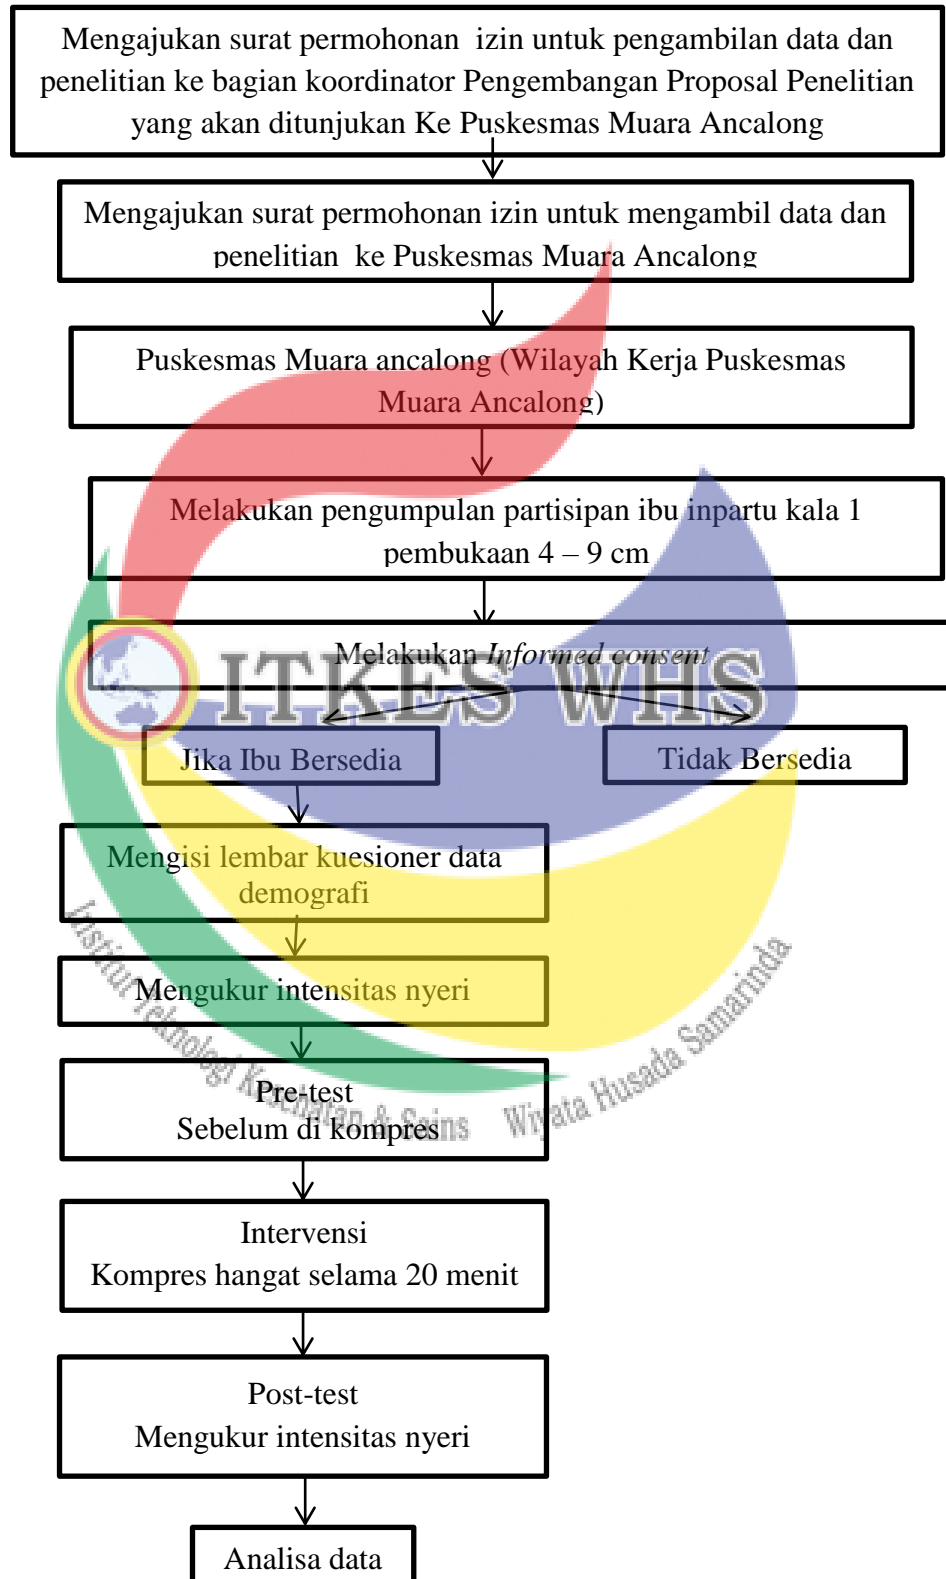 Mengajukan surat permohonan izin untuk pengambilan data dan
penelitian ke bagian koordinator Pengembangan Proposal Penelitian
yang akan ditunjukan Ke Puskesmas Muara Ancalong
Mengajukan surat permohonan izin untuk mengambil data dan
penelitian ke Puskesmas Muara Ancalong
Puskesmas Muara ancalong (Wilayah Kerja Puskesmas
Muara Ancalong)
Melakukan pengumpulan partisipan ibu inpartu kala 1
pembukaan 4 – 9 cm
Melakukan Informed consent
ITKES WHS
Jika Ibu Bersedia
Tidak Bersedia
Mengisi lembar kuesioner data
demografi
Mengukur intensitas nyeri
Pre-test
Sebelum di kompres
Institut Teknologi Kesehatan & Sains Wiyata Husada Samarinda
Intervensi
Kompres hangat selama 20 menit
Post-test
Mengukur intensitas nyeri
Analisa data